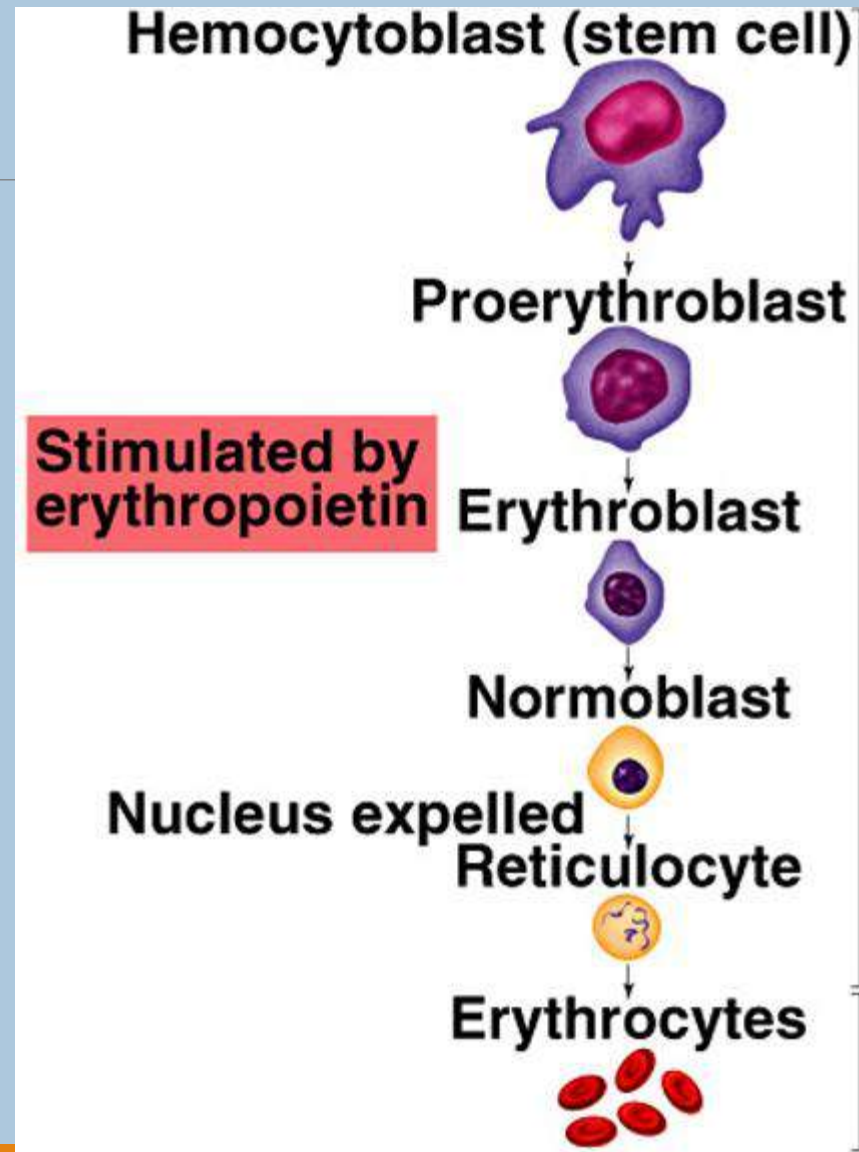 Hemocytoblast (stem cell)
Proerythroblast
Stimulated by
erythropoietin
Erythroblast
Normoblast
Nucleus expelled
Reticulocyte
Erythrocytes